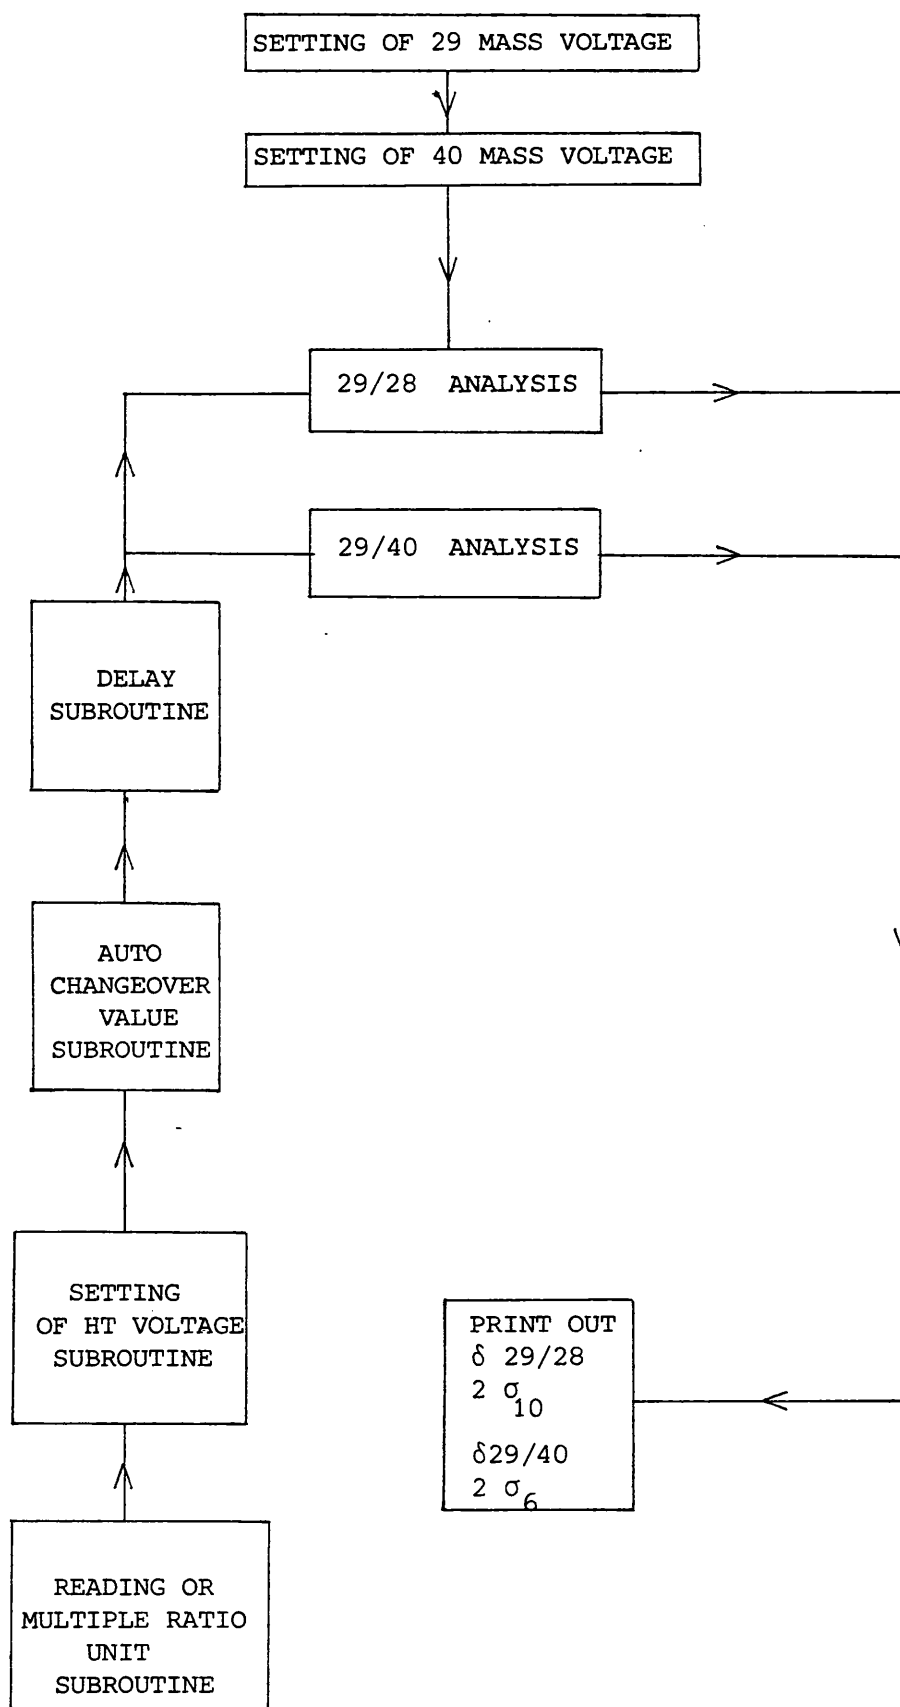 SETTING OF 29 MASS VOLTAGE
SETTING OF 40 MASS VOLTAGE
29/28 ANALYSIS
29/40 ANALYSIS
DELAY
SUBROUTINE
AUTO
CHANGEOVER
VALUE
SUBROUTINE
SETTING
OF HT VOLTAGE
SUBROUTINE
PRINT OUT
δ 29/28
2 σ10
δ29/40
2 σ6
READING OR
MULTIPLE RATIO
UNIT
SUBROUTINE